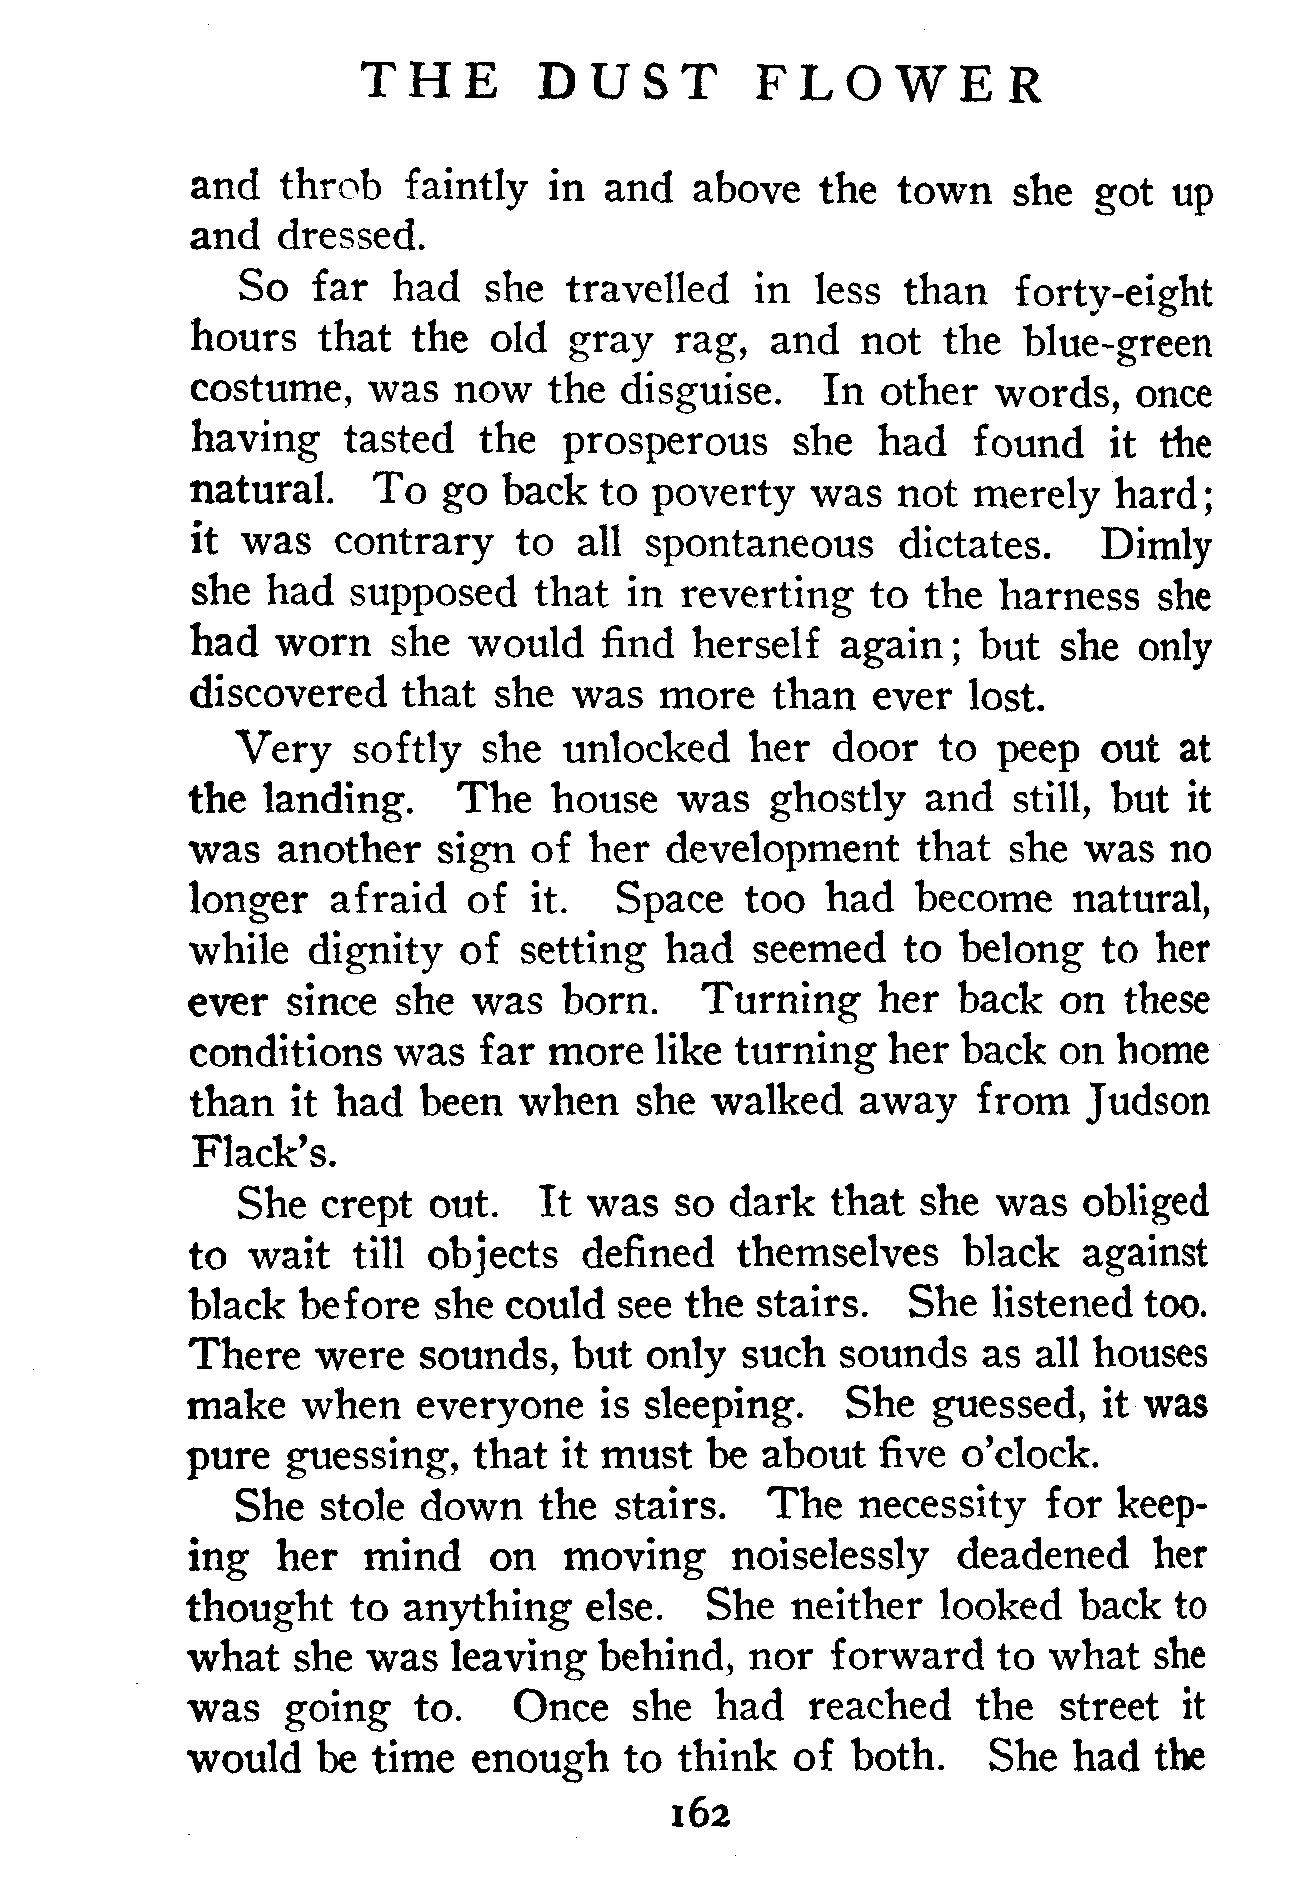 THE DUST FLOWER
and throb faintly in and above the town she got up
and dressed.
So far had she travelled in less than forty-eight
hours that the old gray rag, and not the blue-green
costume, was now the disguise. In other words, once
having tasted the prosperous she had found it the
natural. To go back to poverty was not merely hard;
it was contrary to all spontaneous dictates. Dimly
she had supposed that in reverting to the harness she
had worn she would find herself again; but she only
discovered that she was more than ever lost.
Very softly she unlocked her door to peep out at
the landing. The house was ghostly and still, but it
was another sign of her development that she was no
longer afraid of it. Space too had become natural,
while dignity of setting had seemed to belong to her
ever since she was born. Turning her back on these
conditions was far more like turning her back on home
than it had been when she walked away from Judson
Flack's.
She crept out. It was so dark that she was obliged
to wait till objects defined themselves black against
black before she could see the stairs. She listened too.
There were sounds, but only such sounds as all houses
make when everyone is sleeping. She guessed, it was
pure guessing, that it must be about five o'clock.
She stole down the stairs. The necessity for keep-
ing her mind on moving noiselessly deadened her
thought to anything else. She neither looked back to
what she was leaving behind, nor forward to what she
was going to. Once she had reached the street it
would be time enough to think of both. She had the
162